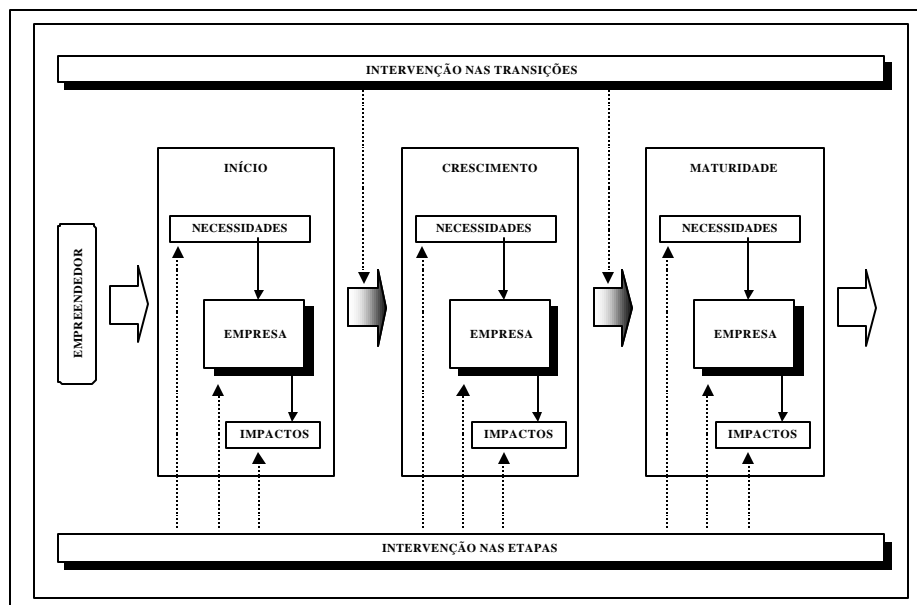 INTERVENÇÃO NAS TRANSIÇÕES
EMPREENDEDOR
INÍCIO
NECESSIDADES
EMPRESA
IMPACTOS
CRESCIMENTO
NECESSIDADES
EMPRESA
IMPACTOS
MATURIDADE
NECESSIDADES
EMPRESA
IMPACTOS
INTERVENÇÃO NAS ETAPAS